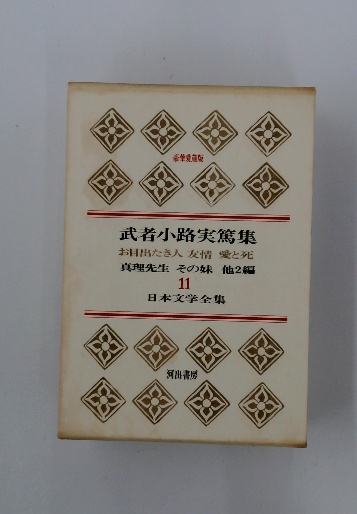 豪華愛蔵版
武者小路実篤集
お目出たき人 友情 愛と死
真理先生 その妹 他2編
11
日本文学全集
河出書房